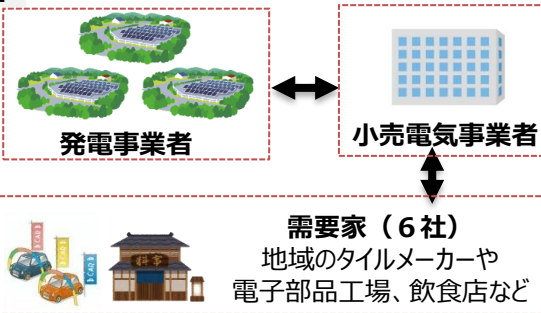 発電事業者
小売電気事業者
需要家（６社）
地域のタイルメーカーや
電子部品工場、飲食店など